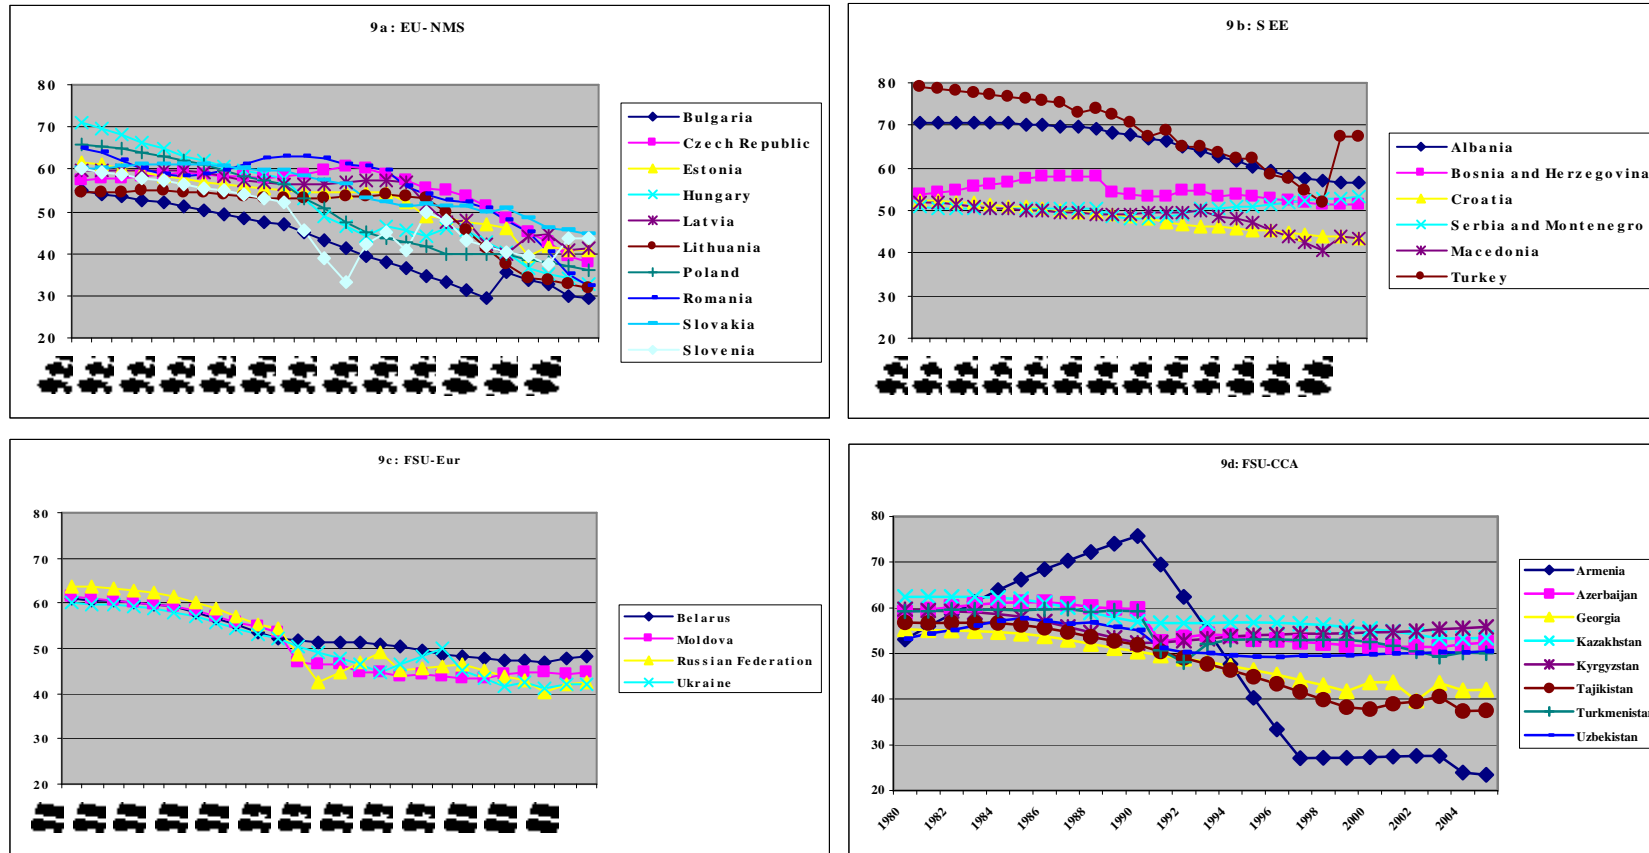 9a: EU-NMS
80
70
60
50
40
30
20
Bulgaria
Czech Republic
Estonia
Hungary
Latvia
Lithuania
Poland
Romania
Slovakia
Slovenia
9b: SEE
80
70
60
50
40
30
20
Albania
Bosnia and Herzegovina
Croatia
Serbia and Montenegro
Macedonia
Turkey
9c: FSU-Eur
80
70
60
50
40
30
20
Belarus
Moldova
Russian Federation
Ukraine
9d: FSU-CCA
80
70
60
50
40
30
20
1980 1982 1984 1986 1988 1990 1992 1994 1996 1998 2000 2002 2004
Armenia
Azerbaijan
Georgia
Kazakhstan
Kyrgyzstan
Tajikistan
Turkmenistan
Uzbekistan